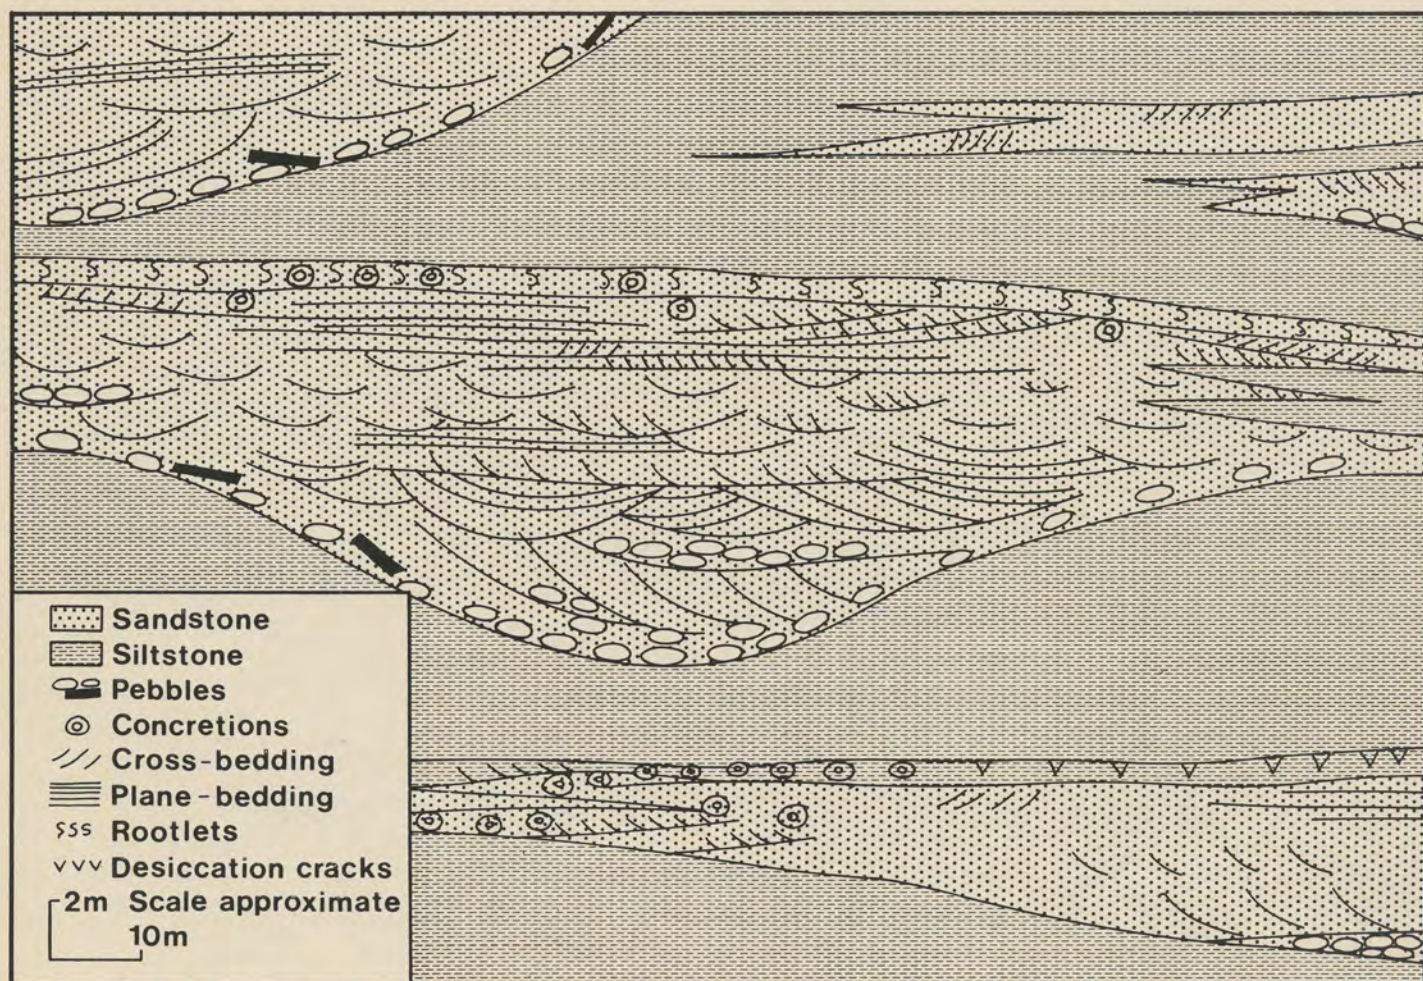 Sandstone
Siltstone
Pebbles
Concretions
Cross-bedding
Plane-bedding
Rootlets
Desiccation cracks
2m Scale approximate
10m